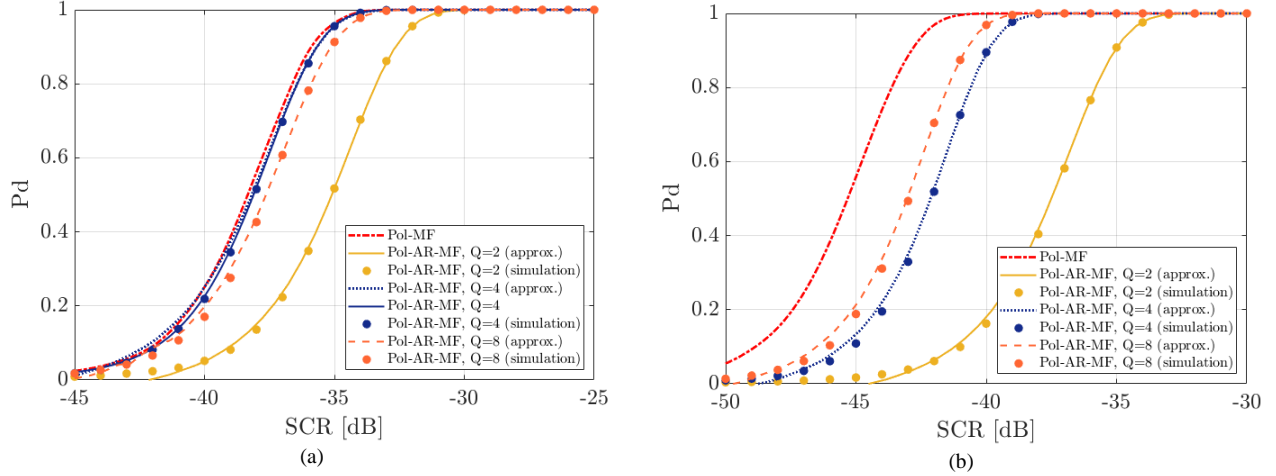 1
0.8
0.6
0.4
0.2
0
Pd
-45
-40
-35
-30
-25
SCR [dB]
Pol-MF
Pol-AR-MF, Q=2 (approx.)
Pol-AR-MF, Q=2 (simulation)
Pol-AR-MF, Q=4 (approx.)
Pol-AR-MF, Q=4
Pol-AR-MF, Q=4 (simulation)
Pol-AR-MF, Q=8 (approx.)
Pol-AR-MF, Q=8 (simulation)
(a)
1
0.8
0.6
0.4
0.2
0
Pd
-50
-45
-40
-35
-30
SCR [dB]
Pol-MF
Pol-AR-MF, Q=2 (approx.)
Pol-AR-MF, Q=2 (simulation)
Pol-AR-MF, Q=4 (approx.)
Pol-AR-MF, Q=4 (simulation)
Pol-AR-MF, Q=8 (approx.)
Pol-AR-MF, Q=8 (simulation)
(b)